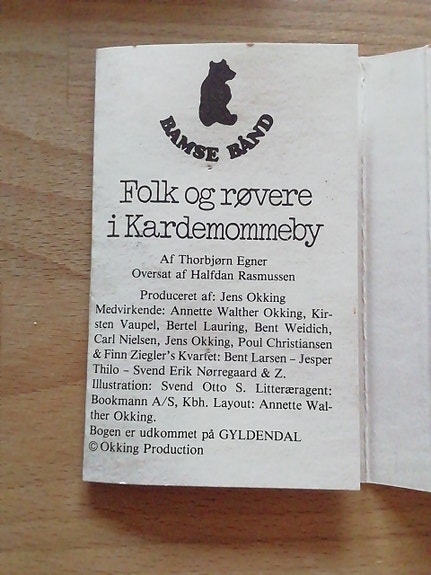 BAMSE BÅND
Folk og røvere
i Kardemommeby
Af Thorbjørn Egner
Oversat af Halfdan Rasmussen
Produceret af: Jens Okking
Medvirkende: Annette Walther Okking, Kir-
sten Vaupel, Bertel Lauring, Bent Weidich,
Carl Nielsen, Jens Okking, Poul Christiansen
& Finn Ziegler's Kvartet: Bent Larsen – Jesper
Thilo – Svend Erik Nørregaard & Z.
Illustration: Svend Otto S. Litteræragent:
Bookmann A/S, Kbh. Layout: Annette Wal-
ther Okking.
Bogen er udkommet på GYLDENDAL
© Okking Production